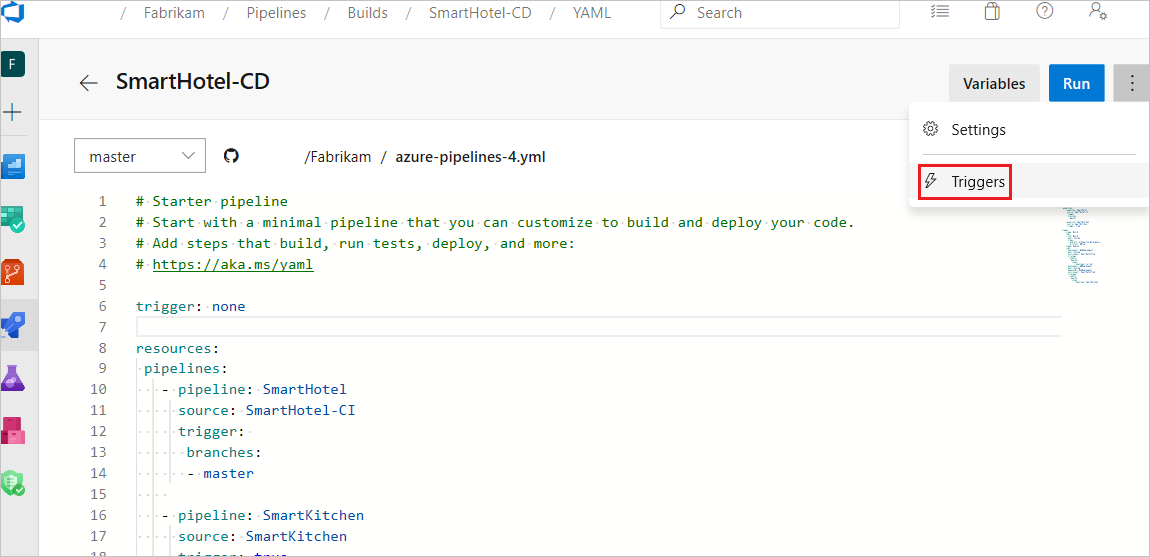 / Fabrikam / Pipelines / Builds / SmartHotel-CD / YAML
Search
F
SmartHotel-CD
Variables
Run
Settings
Triggers
master
/Fabrikam / azure-pipelines-4.yml
1 # Starter pipeline
2 # Start with a minimal pipeline that you can customize to build and deploy your code.
3 # Add steps that build, run tests, deploy, and more:
4 # https://aka.ms/yaml
5
6 trigger: none
7
8 resources:
9 pipelines:
10 - pipeline: SmartHotel
11 source: SmartHotel-CI
12 trigger:
13 branches:
14 - master
15
16 - pipeline: SmartKitchen
17 source: SmartKitchen
18 trigger: true